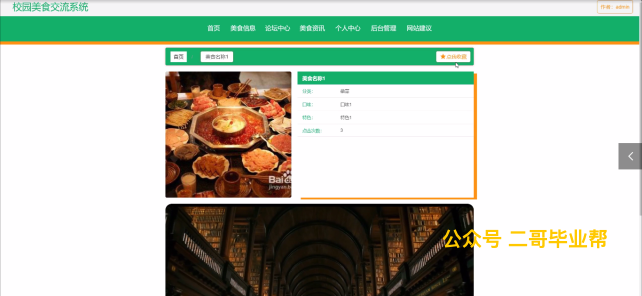 校园美食交流系统
admin
首页 美食信息 论坛中心 美食资讯 个人中心 后台管理 网站建议
首页 美食名称1 点我收藏
美食名称1
分类:
口味: 口味1
特色: 特色1
点击次数: 3
Bai
jingyan.bai
公众号 二哥毕业帮